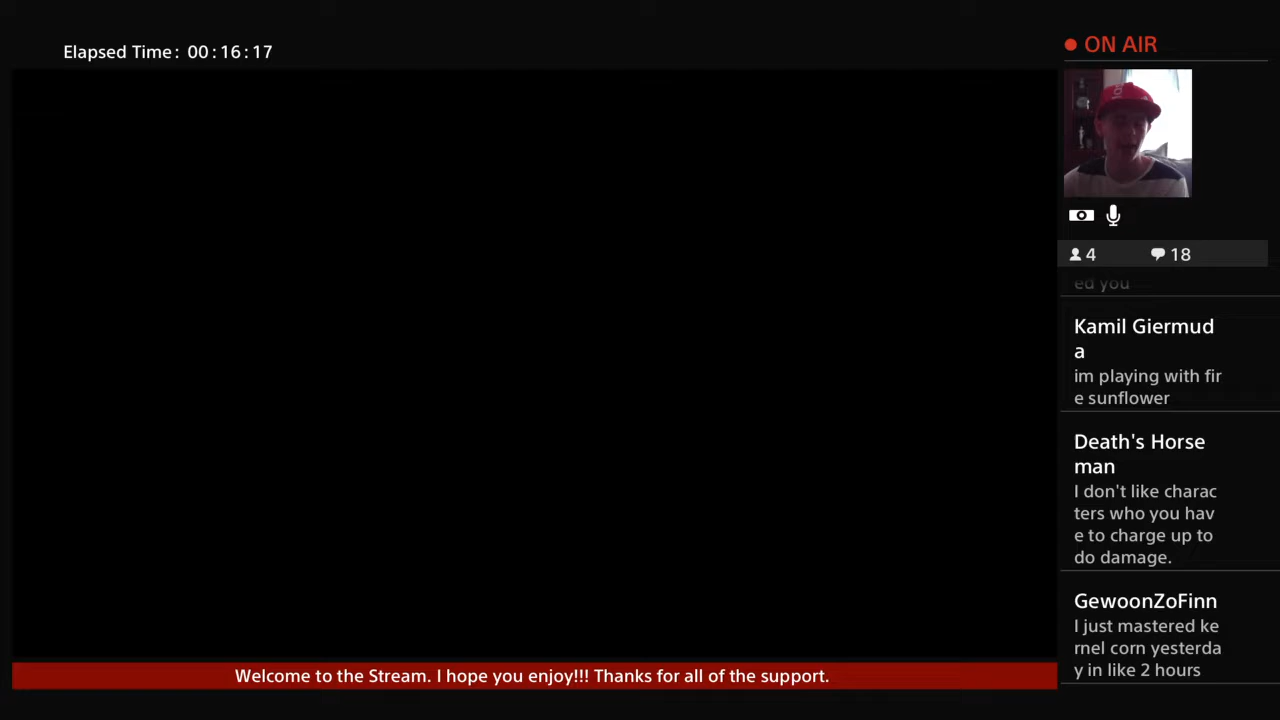 Elapsed Time: 00:16:17
ON AIR
4 18
ed you
Kamil Giermud
a
im playing with fir
e sunflower
Death's Horse
man
I don't like charac
ters who you hav
e to charge up to
do damage.
GewoonZoFinn
I just mastered ke
rnel corn yesterda
y in like 2 hours
Welcome to the Stream. I hope you enjoy!!! Thanks for all of the support.